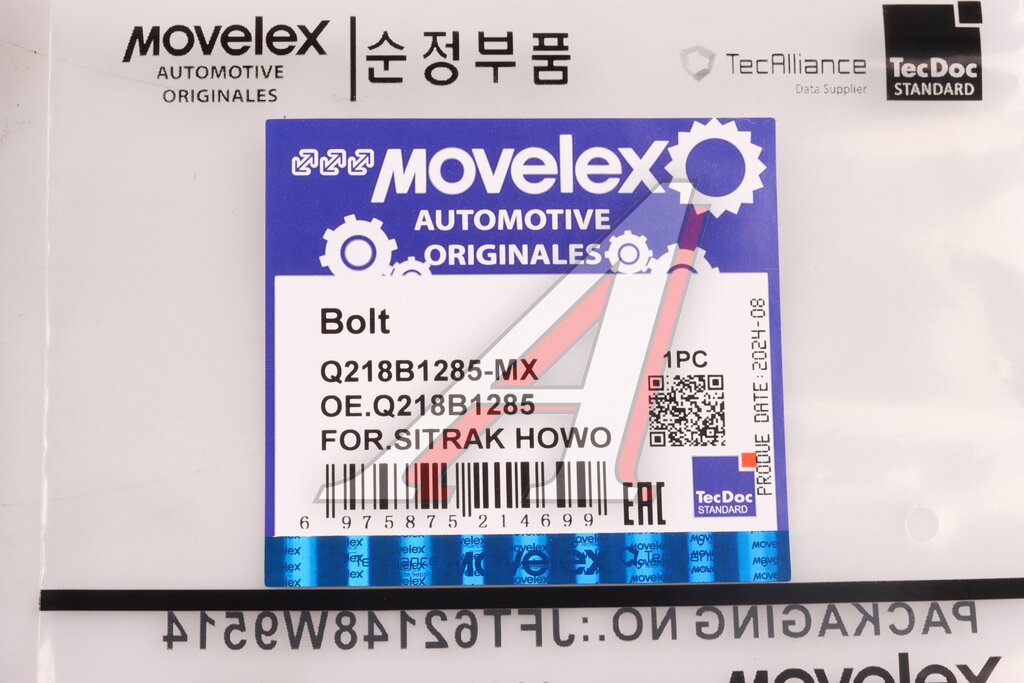 Movelex
AUTOMOTIVE
ORIGINALES
순정부품
TecAlliance
Data Supplier
TecDoc
STANDARD
Movelex
AUTOMOTIVE
ORIGINALES
Bolt
Q218B1285-MX
OE.Q218B1285
FOR.SITRAK HOWO
1PC
PRODUE DATE:2024-08
6 975875 214699
EAC
TecDoc
STANDARD
Movelex
PACKAGING NO.:JFT62148W9514
Movelex